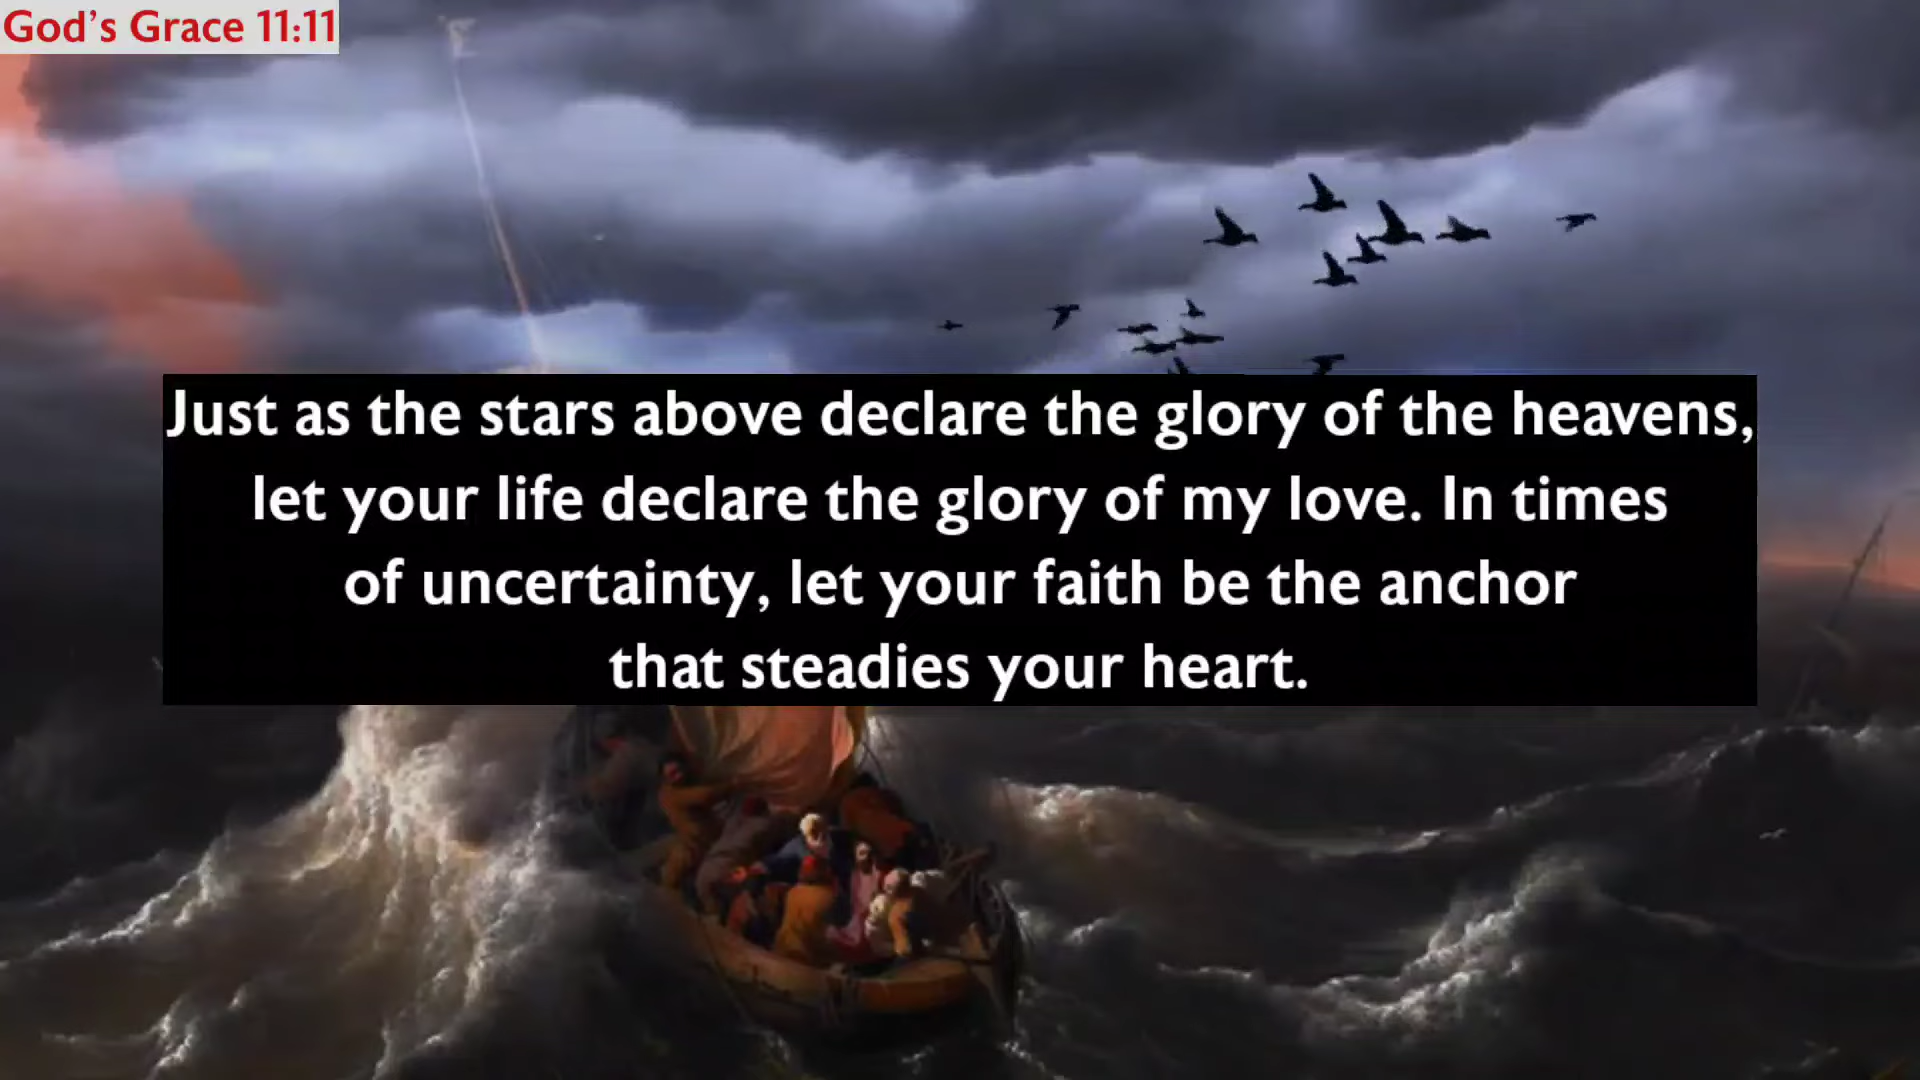 God's Grace 11:11
Just as the stars above declare the glory of the heavens,
let your life declare the glory of my love. In times
of uncertainty, let your faith be the anchor
that steadies your heart.